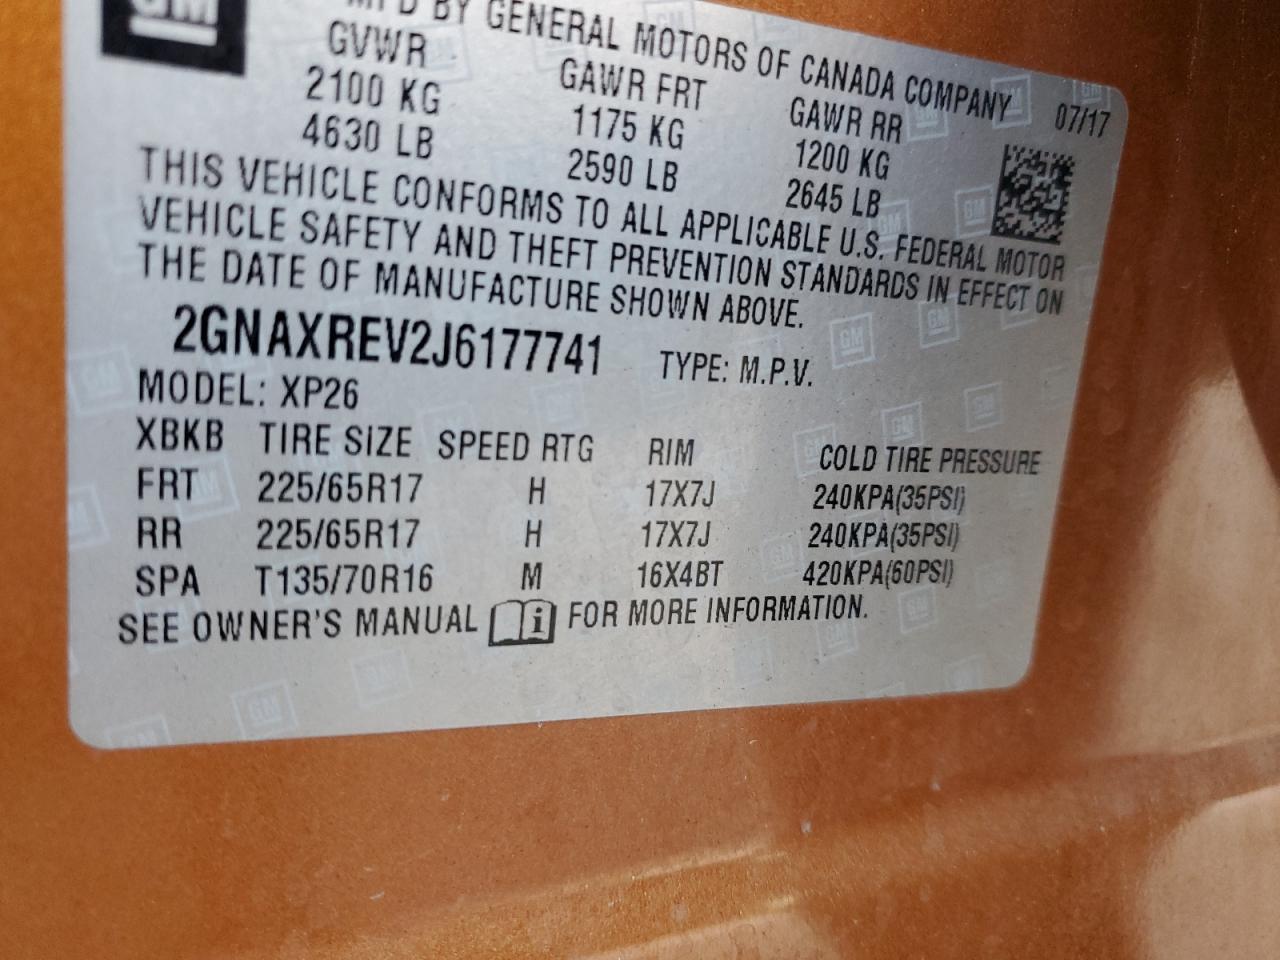 GM
MFD BY GENERAL MOTORS OF CANADA COMPANY
GVWR GAWR FRT GAWR RR 07/17
2100 KG 1175 KG 1200 KG
4630 LB 2590 LB 2645 LB
THIS VEHICLE CONFORMS TO ALL APPLICABLE U.S. FEDERAL MOTOR
VEHICLE SAFETY AND THEFT PREVENTION STANDARDS IN EFFECT ON
THE DATE OF MANUFACTURE SHOWN ABOVE.
2GNAXREV2J6177741 TYPE: M.P.V.
MODEL: XP26
XBKB TIRE SIZE SPEED RTG RIM COLD TIRE PRESSURE
FRT 225/65R17 H 17X7J 240KPA(35PSI)
RR 225/65R17 H 17X7J 240KPA(35PSI)
SPA T135/70R16 M 16X4BT 420KPA(60PSI)
SEE OWNER'S MANUAL i FOR MORE INFORMATION.